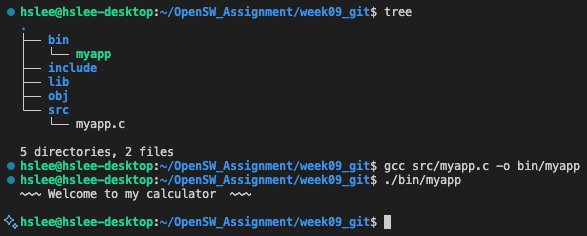 hslee@hslee-desktop:~/OpenSW_Assignment/week09_git$ tree
.
├── bin
│   └── myapp
├── include
├── lib
├── obj
└── src
    └── myapp.c

5 directories, 2 files
hslee@hslee-desktop:~/OpenSW_Assignment/week09_git$ gcc src/myapp.c -o bin/myapp
hslee@hslee-desktop:~/OpenSW_Assignment/week09_git$ ./bin/myapp
~~~ Welcome to my calculator  ~~~

hslee@hslee-desktop:~/OpenSW_Assignment/week09_git$